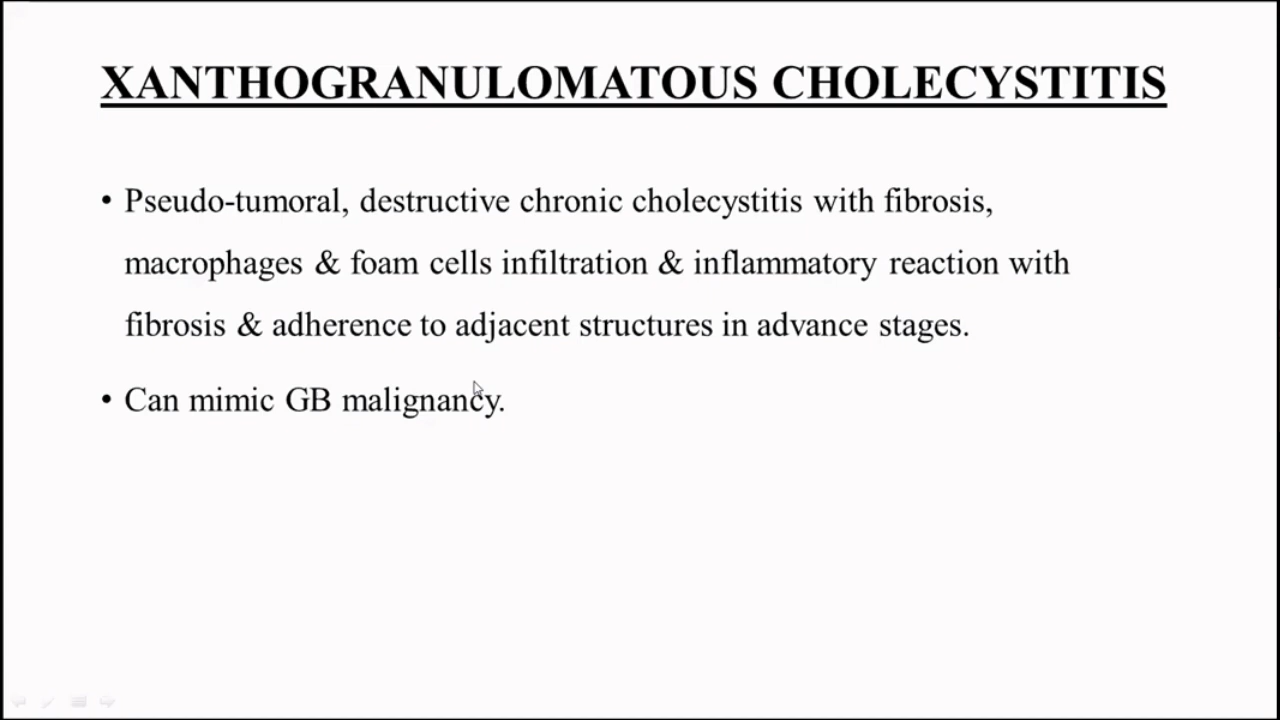 XANTHOGRANULOMATOUS CHOLECYSTITIS
• Pseudo-tumoral, destructive chronic cholecystitis with fibrosis,
macrophages & foam cells infiltration & inflammatory reaction with
fibrosis & adherence to adjacent structures in advance stages.
• Can mimic GB malignancy.